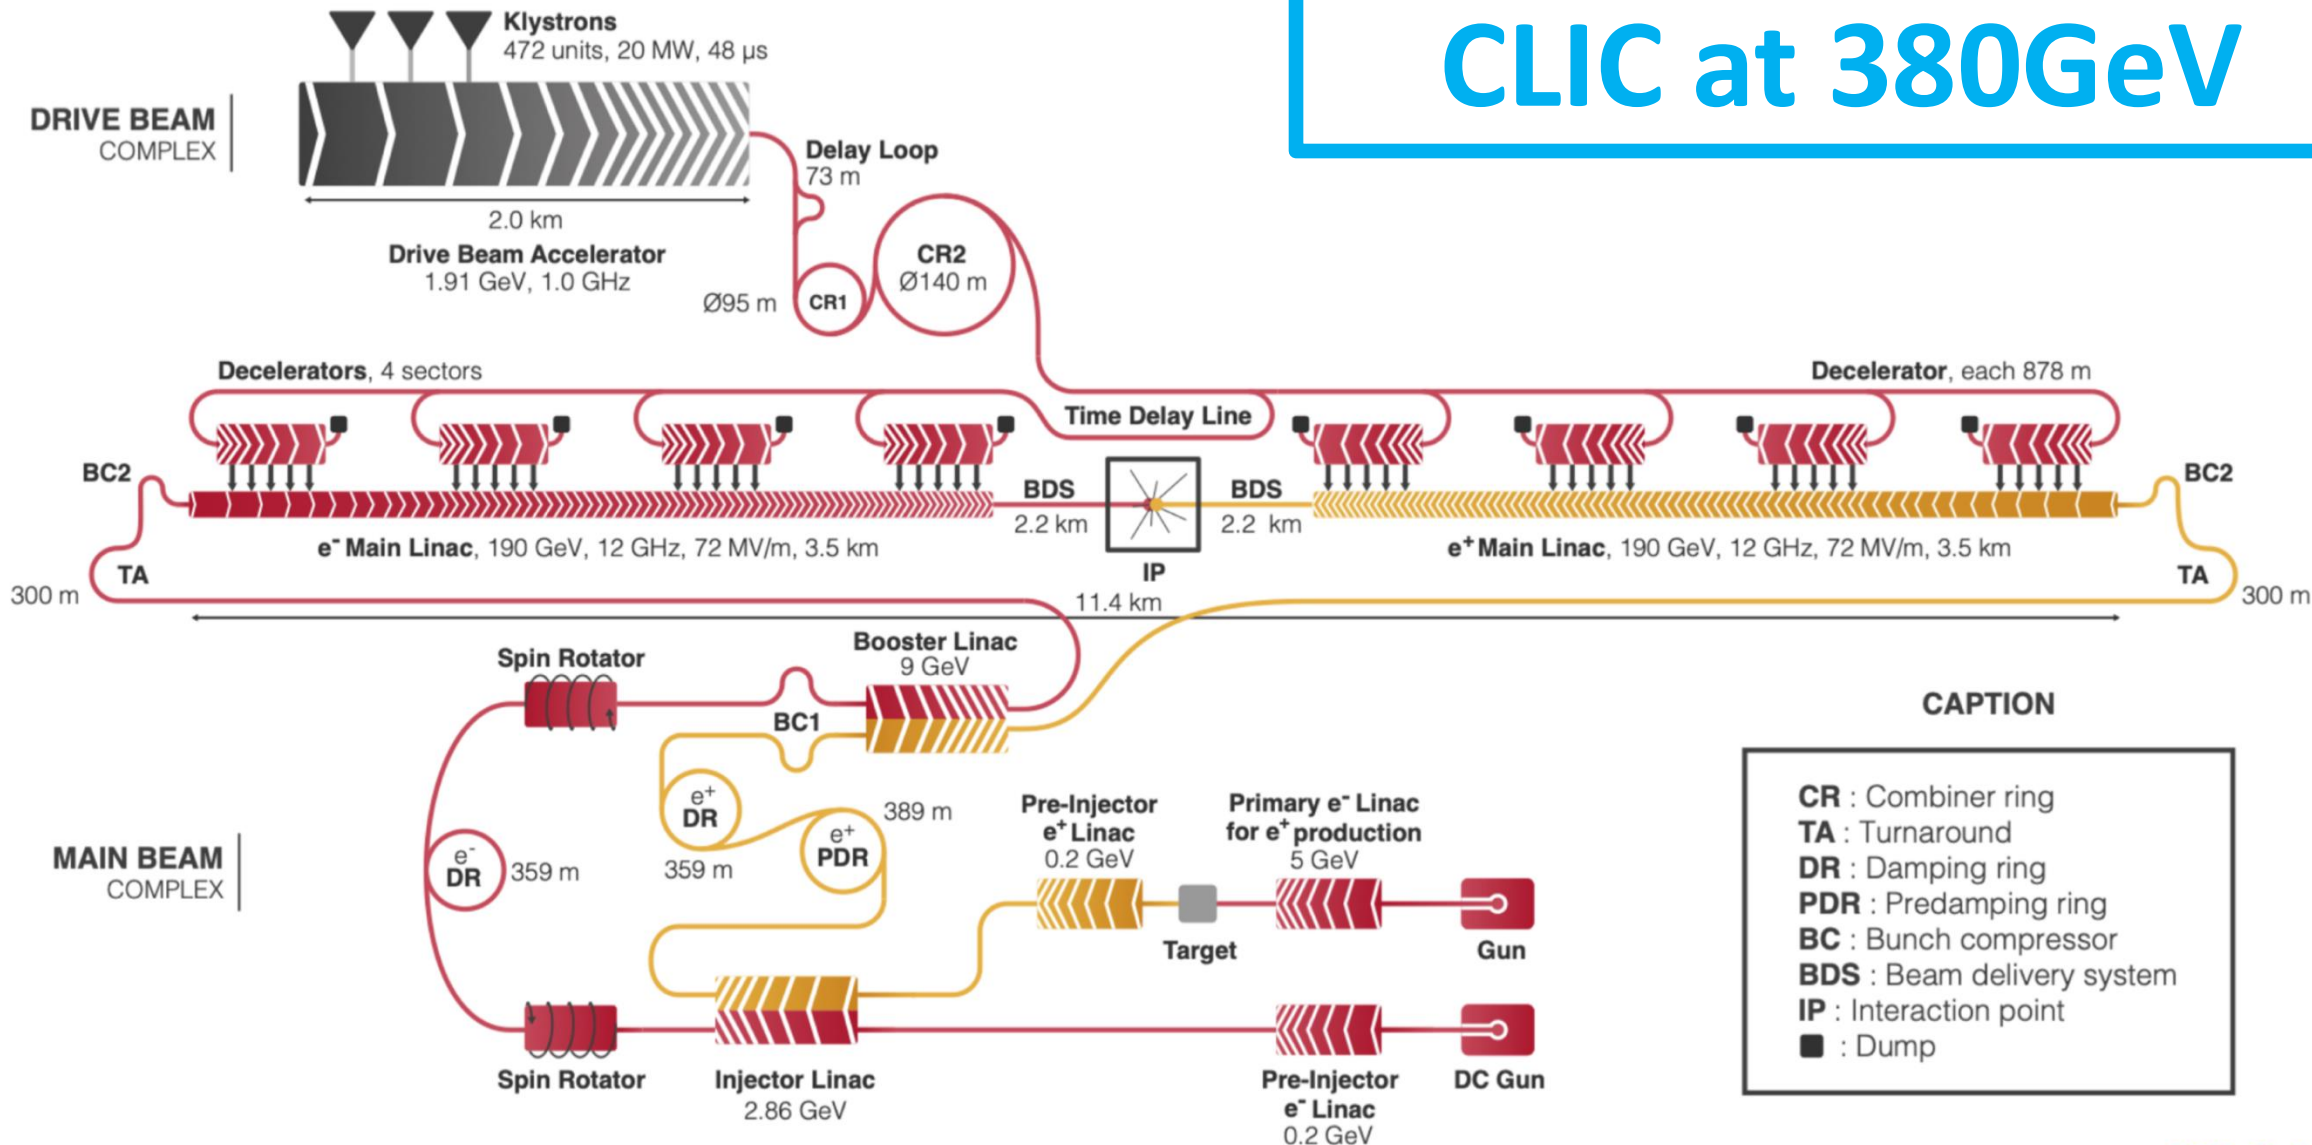 CLIC at 380GeV
Klystrons
472 units, 20 MW, 48 µs
DRIVE BEAM
COMPLEX
2.0 km
Drive Beam Accelerator
1.91 GeV, 1.0 GHz
Delay Loop
73 m
CR2
Ø140 m
Ø95 m
CR1
Decelerators, 4 sectors
Decelerator, each 878 m
Time Delay Line
BC2
BDS
2.2 km
BDS
2.2 km
BC2
e⁻ Main Linac, 190 GeV, 12 GHz, 72 MV/m, 3.5 km
IP
e⁺ Main Linac, 190 GeV, 12 GHz, 72 MV/m, 3.5 km
TA
300 m
TA
300 m
11.4 km
Spin Rotator
Booster Linac
9 GeV
BC1
MAIN BEAM
COMPLEX
e⁻
DR
359 m
e⁺
DR
359 m
e⁺
PDR
389 m
Pre-Injector
e⁺ Linac
0.2 GeV
Primary e⁻ Linac
for e⁺ production
5 GeV
Target
Gun
Spin Rotator
Injector Linac
2.86 GeV
Pre-Injector
e⁻ Linac
0.2 GeV
DC Gun
CAPTION
CR : Combiner ring
TA : Turnaround
DR : Damping ring
PDR : Predamping ring
BC : Bunch compressor
BDS : Beam delivery system
IP : Interaction point
: Dump